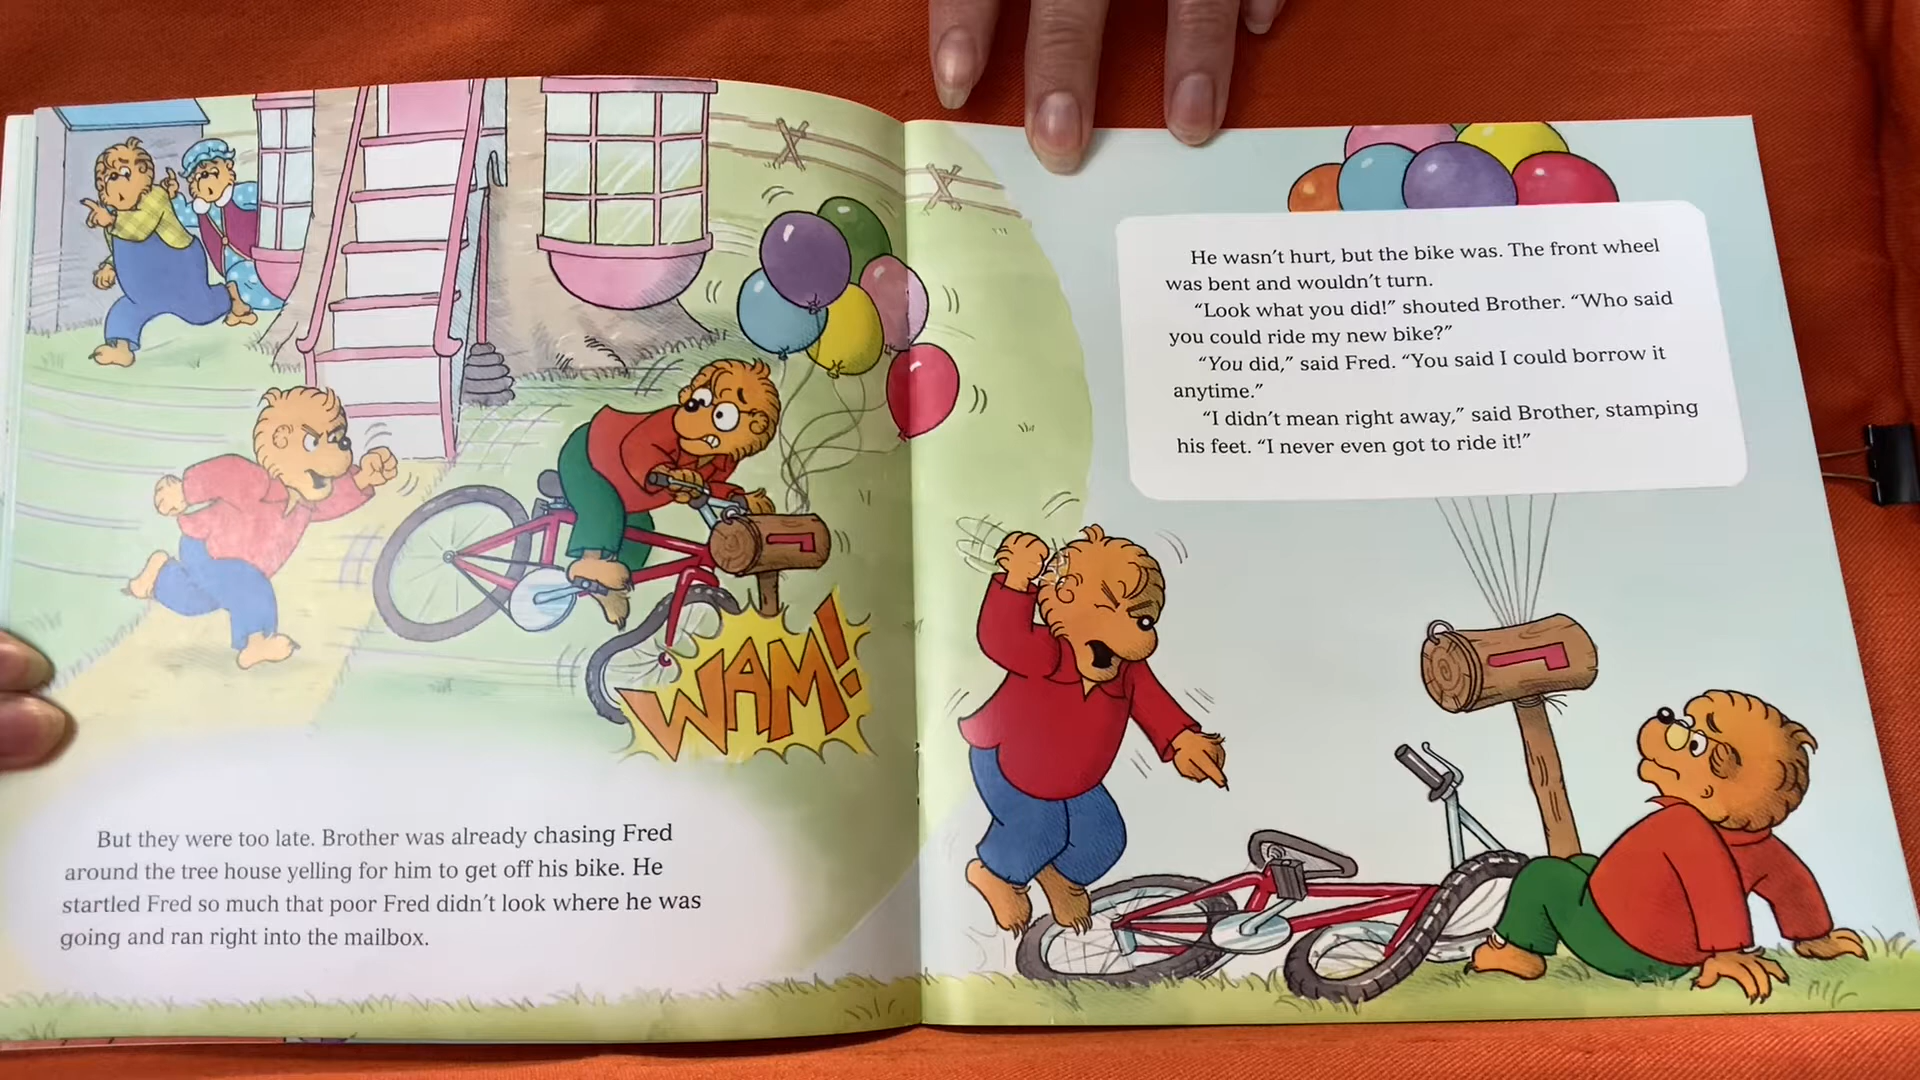 WAM!
But they were too late. Brother was already chasing Fred
around the tree house yelling for him to get off his bike. He
startled Fred so much that poor Fred didn't look where he was
going and ran right into the mailbox.
He wasn't hurt, but the bike was. The front wheel
was bent and wouldn't turn.
“Look what you did!” shouted Brother. “Who said
you could ride my new bike?”
“You did,” said Fred. “You said I could borrow it
anytime.”
“I didn't mean right away,” said Brother, stamping
his feet. “I never even got to ride it!”